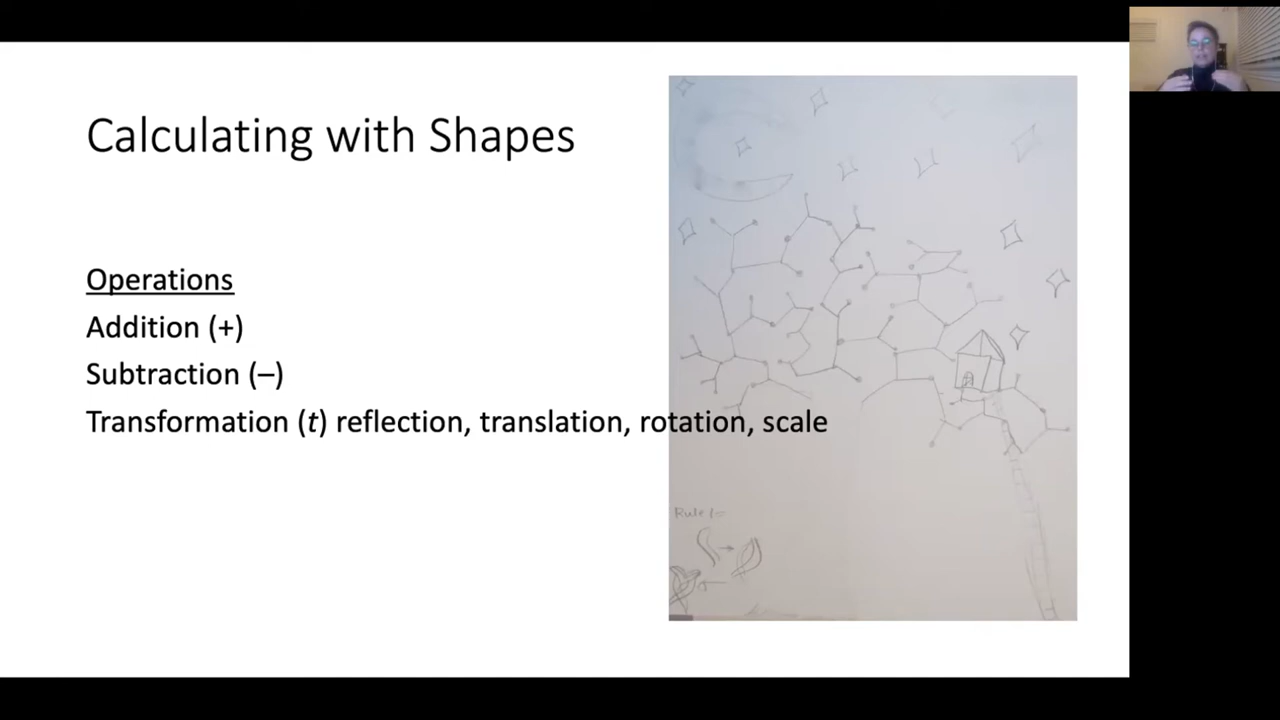 Calculating with Shapes
Operations
Addition (+)
Subtraction (–)
Transformation (t) reflection, translation, rotation, scale
Rule 1=